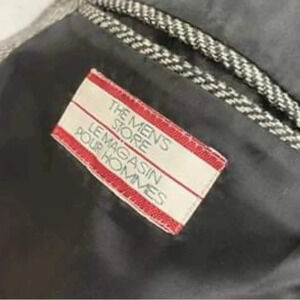 THE MEN'S
STORE
LE MAGASIN
POUR HOMMES